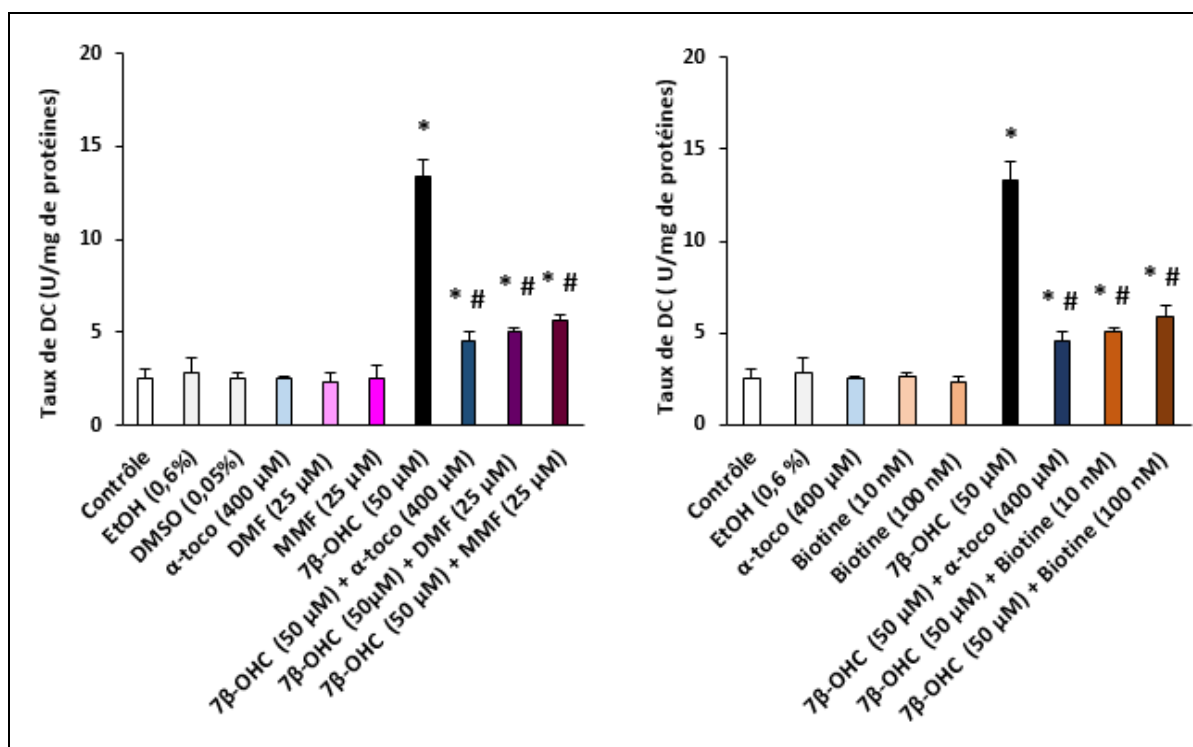 Taux de DC (U/mg de protéines)
20
15
10
5
0
*
* #
* #
* #
Contrôle
EtOH (0,6%)
DMSO (0,05%)
α-toco (400 µM)
DMF (25 µM)
MMF (25 µM)
7β-OHC (50 µM)
7β-OHC (50 µM) + α-toco (400 µM)
7β-OHC (50µM) + DMF (25 µM)
7β-OHC (50 µM) + MMF (25 µM)
Taux de DC ( U/mg de protéines)
20
15
10
5
0
*
* #
* #
* #
Contrôle
EtOH (0,6 %)
α-toco (400 µM)
Biotine (10 nM)
Biotine (100 nM)
7β-OHC (50 µM)
7β-OHC (50 µM) + α-toco (400 µM)
7β-OHC (50 µM) + Biotine (10 nM)
7β-OHC (50 µM) + Biotine (100 nM)